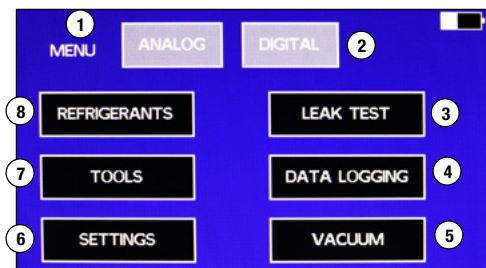 1
MENU ANALOG DIGITAL 2
8 REFRIGERANTS LEAK TEST 3
7 TOOLS DATA LOGGING 4
6 SETTINGS VACUUM 5